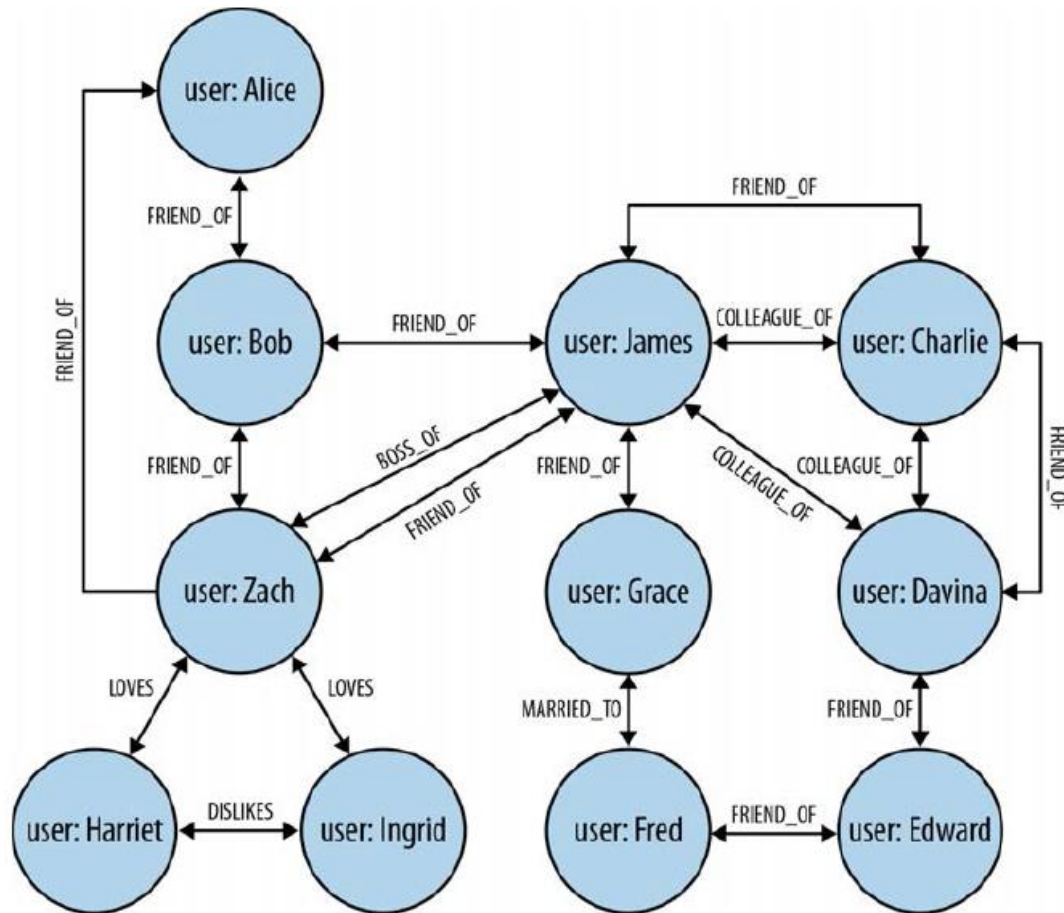 user: Alice
FRIEND_OF
FRIEND_OF
FRIEND_OF
user: Bob
FRIEND_OF
user: James
COLLEAGUE_OF
user: Charlie
FRIEND_OF
BOSS_OF
FRIEND_OF
FRIEND_OF
COLLEAGUE_OF
COLLEAGUE_OF
FRIEND_OF
user: Zach
user: Grace
user: Davina
LOVES
LOVES
MARRIED_TO
FRIEND_OF
user: Harriet
DISLIKES
user: Ingrid
user: Fred
FRIEND_OF
user: Edward